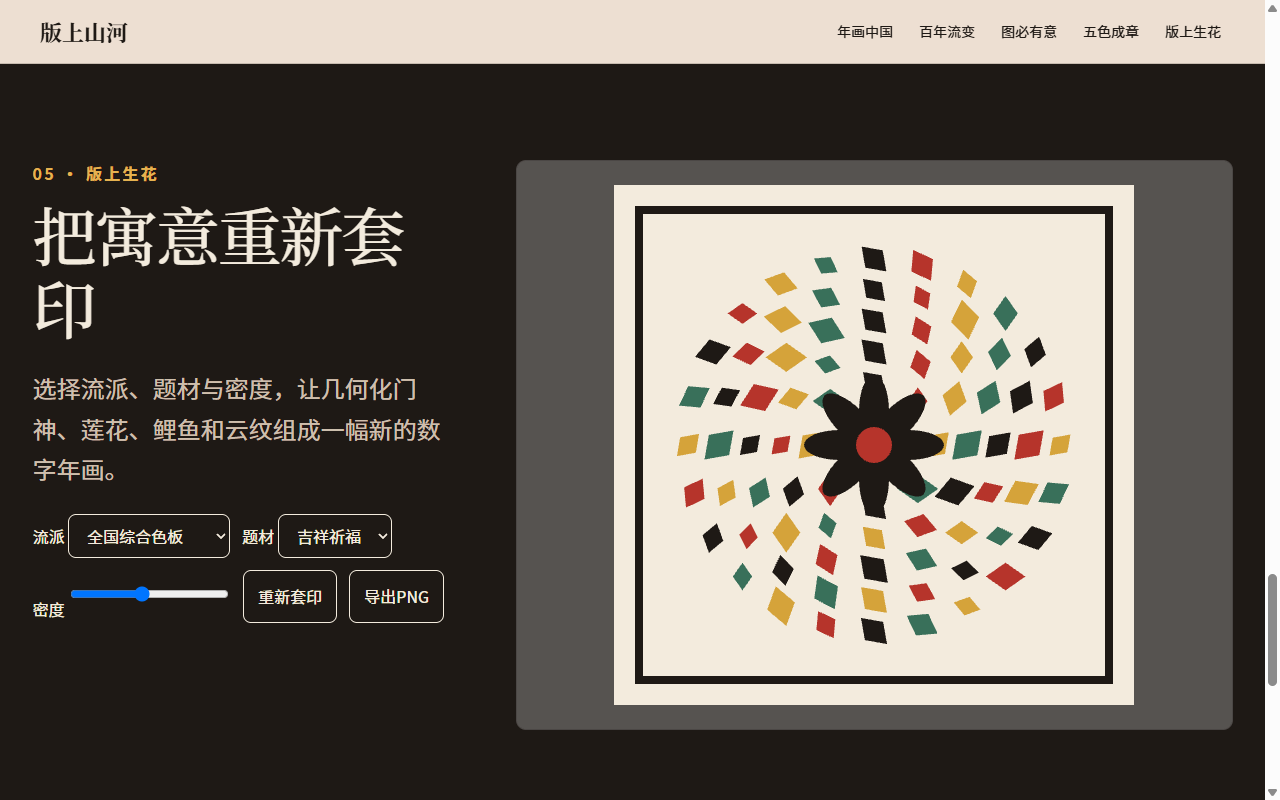 版上山河
年画中国 百年流变 图必有意 五色成章 版上生花
05 · 版上生花
把寓意重新套
印
选择流派、题材与密度，让几何化门
神、莲花、鲤鱼和云纹组成一幅新的数
字年画。
流派 全国综合色板 题材 吉祥祈福
密度 重新套印 导出PNG